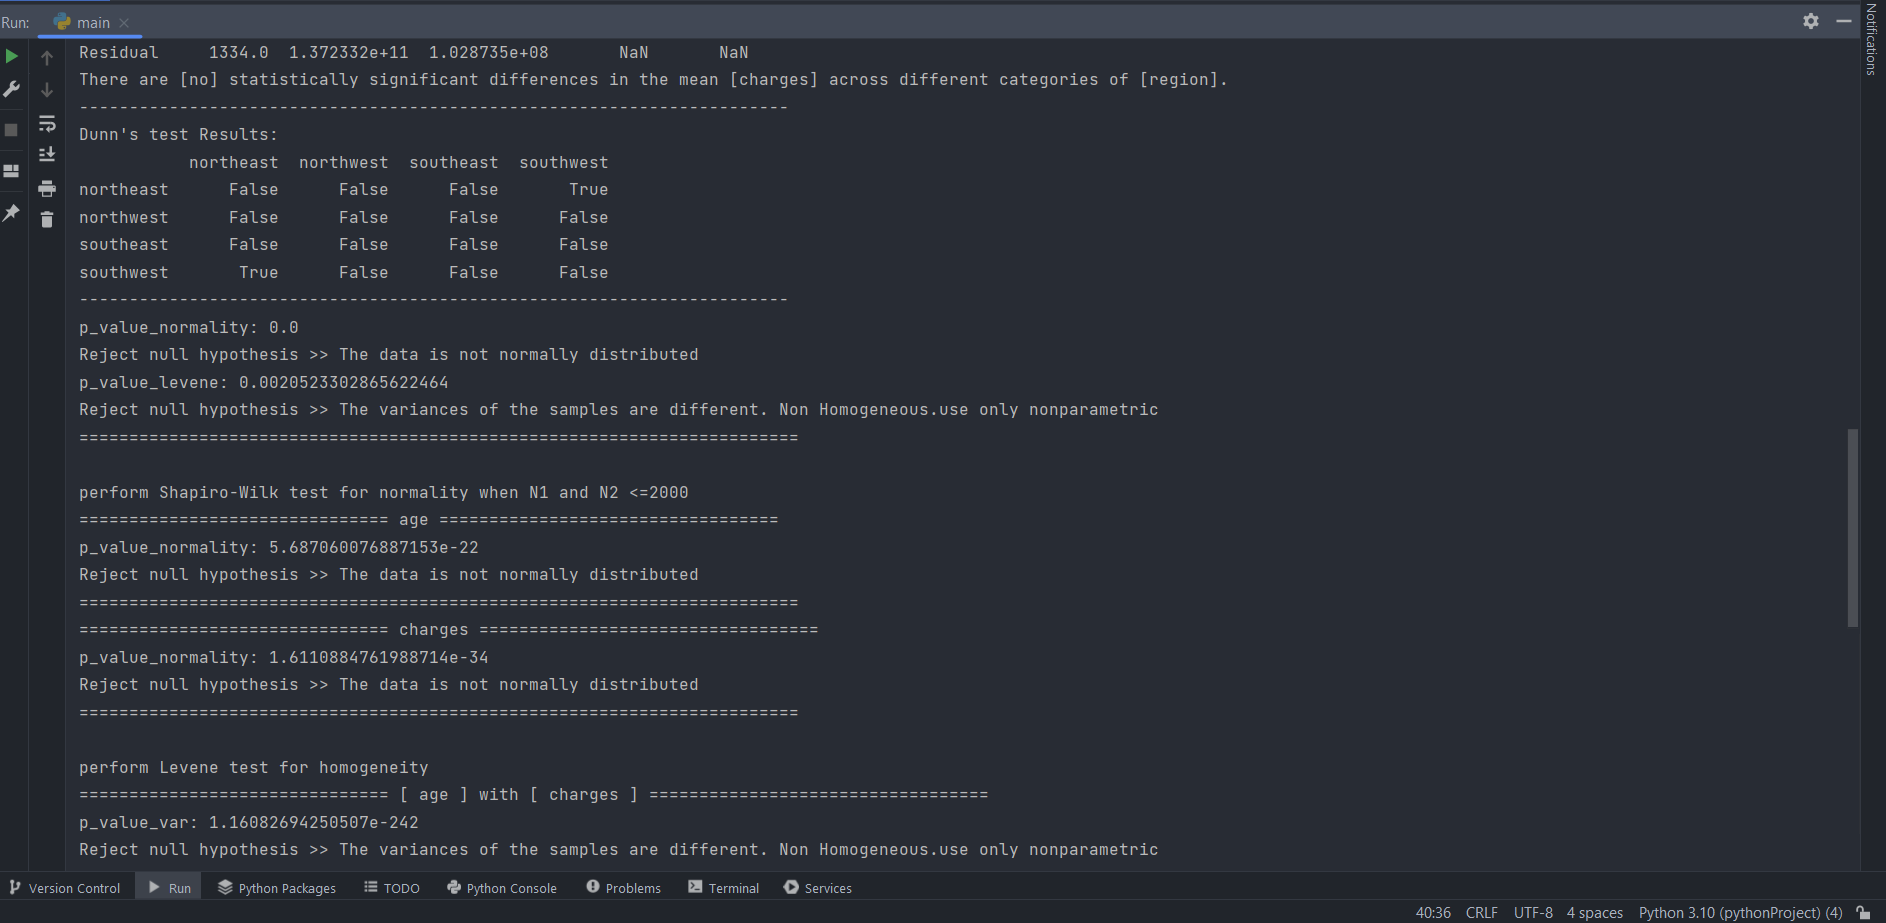 Run: main
Notifications
Residual 1334.0 1.372332e+11 1.028735e+08 NaN NaN
There are [no] statistically significant differences in the mean [charges] across different categories of [region].
-----------------------------------------------------------------------
Dunn's test Results:
northeast northwest southeast southwest
northeast False False False True
northwest False False False False
southeast False False False False
southwest True False False False
-----------------------------------------------------------------------
p_value_normality: 0.0
Reject null hypothesis >> The data is not normally distributed
p_value_levene: 0.0020523302865622464
Reject null hypothesis >> The variances of the samples are different. Non Homogeneous.use only nonparametric
========================================================================
perform Shapiro-Wilk test for normality when N1 and N2 <=2000
=============================== age ==================================
p_value_normality: 5.687060076887153e-22
Reject null hypothesis >> The data is not normally distributed
========================================================================
=============================== charges ==================================
p_value_normality: 1.6110884761988714e-34
Reject null hypothesis >> The data is not normally distributed
========================================================================
perform Levene test for homogeneity
=============================== [ age ] with [ charges ] ==================================
p_value_var: 1.16082694250507e-242
Reject null hypothesis >> The variances of the samples are different. Non Homogeneous.use only nonparametric
Version Control Run Python Packages TODO Python Console Problems Terminal Services
40:36 CRLF UTF-8 4 spaces Python 3.10 (pythonProject) (4)